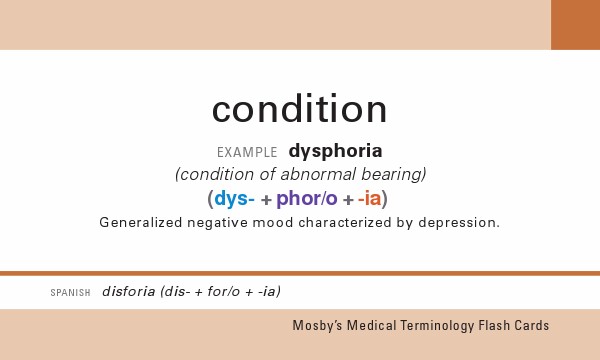 condition
EXAMPLE dysphoria
(condition of abnormal bearing)
(dys- + phor/o + -ia)
Generalized negative mood characterized by depression.
SPANISH disforia (dis- + for/o + -ia)
Mosby's Medical Terminology Flash Cards